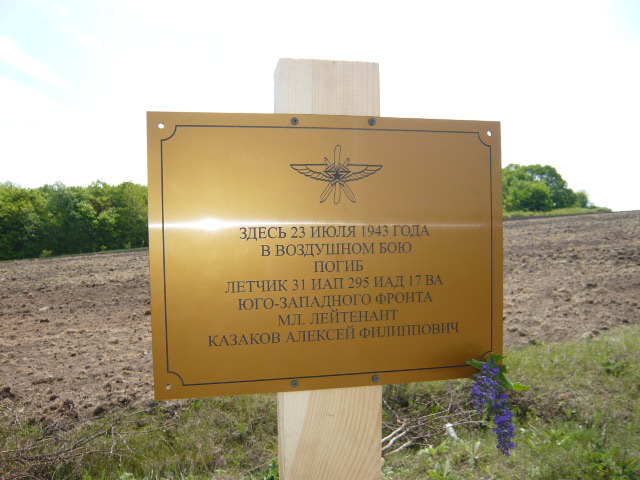 ЗДЕСЬ 23 ИЮЛЯ 1943 ГОДА
В ВОЗДУШНОМ БОЮ
ПОГИБ
ЛЕТЧИК 31 ИАП 295 ИАД 17 ВА
ЮГО-ЗАПАДНОГО ФРОНТА
МЛ. ЛЕЙТЕНАНТ
КАЗАКОВ АЛЕКСЕЙ ФИЛИППОВИЧ